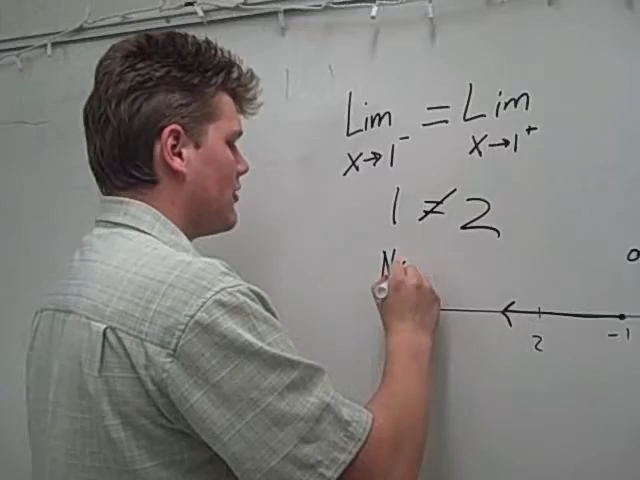 Lim = Lim
x→1⁻ x→1⁺
1 ≠ 2
N
2 -1